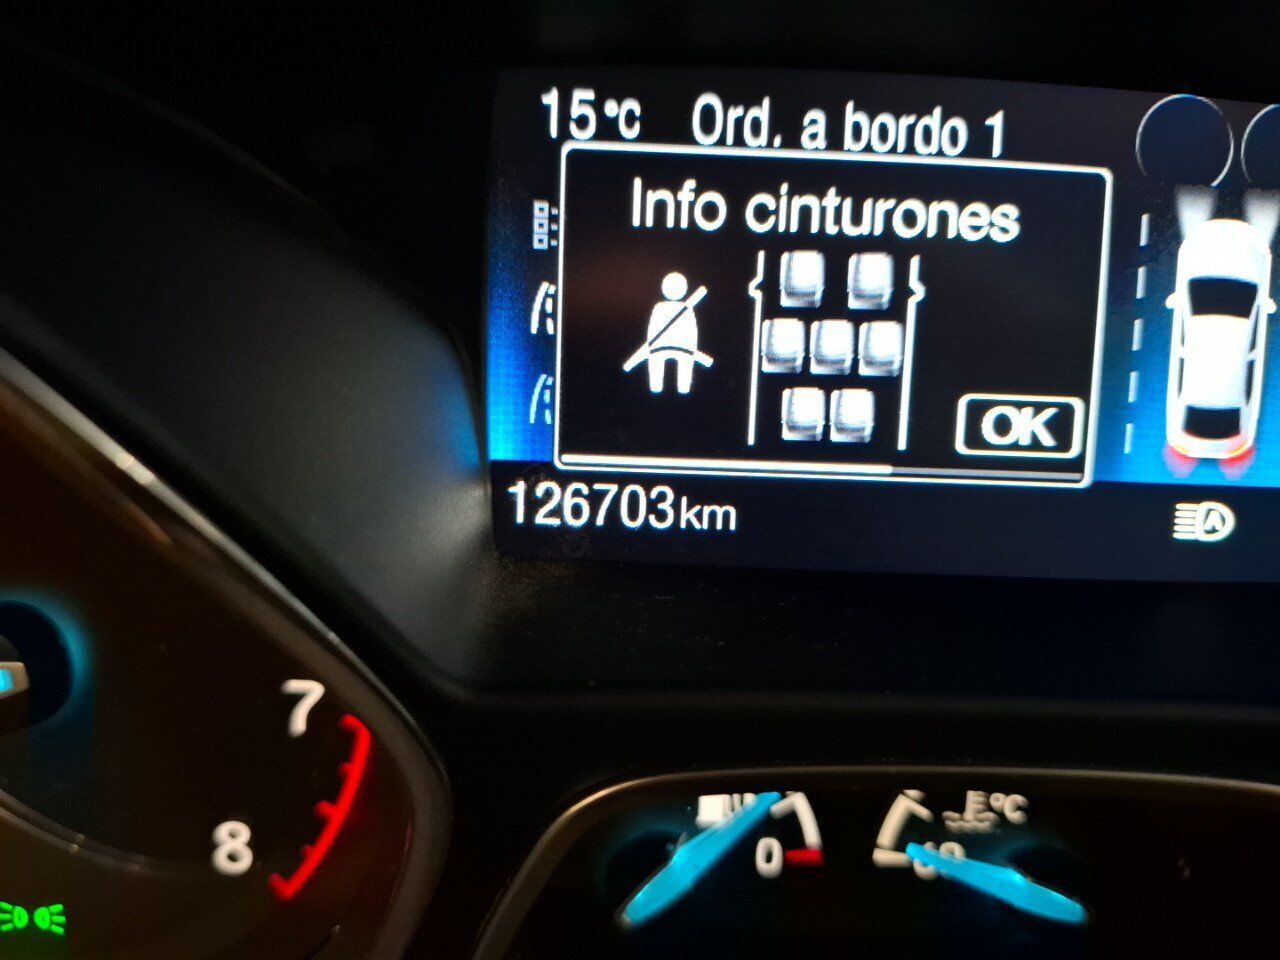 15°C Ord. a bordo 1
Info cinturones
OK
126703km
A
7
8
0
°C